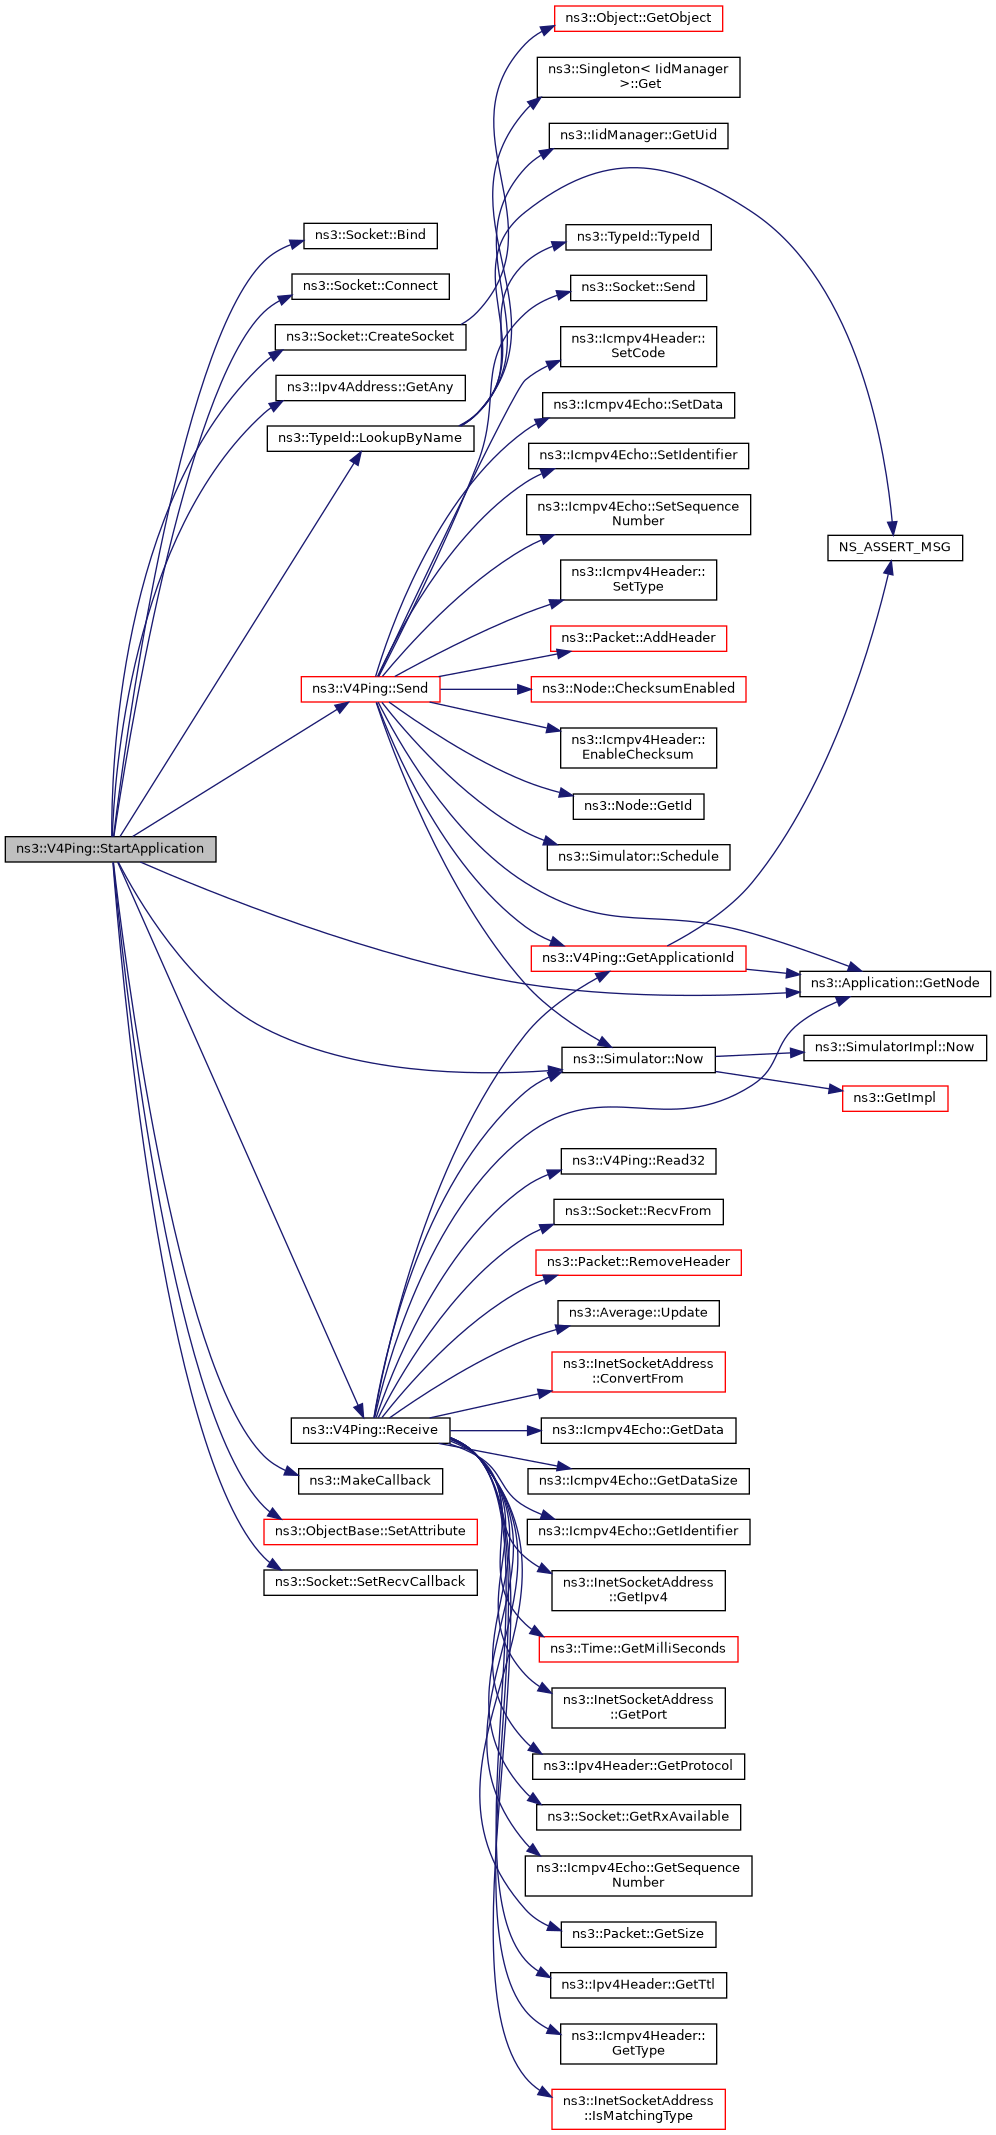 ns3::Object::GetObject
ns3::Singleton< IidManager
>::Get
ns3::IidManager::GetUid
ns3::Socket::Bind
ns3::TypeId::TypeId
ns3::Socket::Connect
ns3::Socket::Send
ns3::Socket::CreateSocket
ns3::Icmpv4Header::
SetCode
ns3::Ipv4Address::GetAny
ns3::Icmpv4Echo::SetData
ns3::TypeId::LookupByName
ns3::Icmpv4Echo::SetIdentifier
ns3::Icmpv4Echo::SetSequence
Number
NS_ASSERT_MSG
ns3::Icmpv4Header::
SetType
ns3::Packet::AddHeader
ns3::V4Ping::Send
ns3::Node::ChecksumEnabled
ns3::Icmpv4Header::
EnableChecksum
ns3::Node::GetId
ns3::V4Ping::StartApplication
ns3::Simulator::Schedule
ns3::V4Ping::GetApplicationId
ns3::Application::GetNode
ns3::Simulator::Now
ns3::SimulatorImpl::Now
ns3::GetImpl
ns3::V4Ping::Read32
ns3::Socket::RecvFrom
ns3::Packet::RemoveHeader
ns3::Average::Update
ns3::InetSocketAddress
::ConvertFrom
ns3::V4Ping::Receive
ns3::Icmpv4Echo::GetData
ns3::MakeCallback
ns3::Icmpv4Echo::GetDataSize
ns3::ObjectBase::SetAttribute
ns3::Icmpv4Echo::GetIdentifier
ns3::Socket::SetRecvCallback
ns3::InetSocketAddress
::GetIpv4
ns3::Time::GetMilliSeconds
ns3::InetSocketAddress
::GetPort
ns3::Ipv4Header::GetProtocol
ns3::Socket::GetRxAvailable
ns3::Icmpv4Echo::GetSequence
Number
ns3::Packet::GetSize
ns3::Ipv4Header::GetTtl
ns3::Icmpv4Header::
GetType
ns3::InetSocketAddress
::IsMatchingType